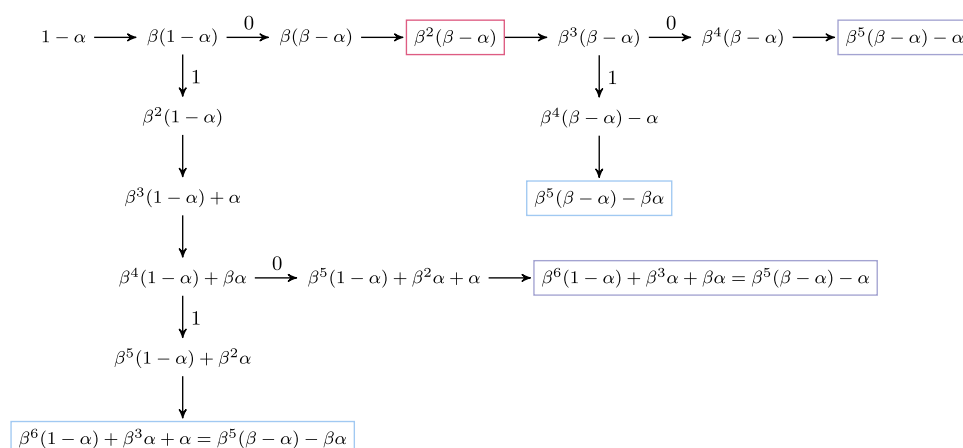 1 − α β(1 − α) 0 β(β − α) β²(β − α) β³(β − α) 0 β⁴(β − α) β⁵(β − α) − α
1 1
β²(1 − α) β⁴(β − α) − α
β³(1 − α) + α β⁵(β − α) − βα
β⁴(1 − α) + βα 0 β⁵(1 − α) + β²α + α β⁶(1 − α) + β³α + βα = β⁵(β − α) − α
1
β⁵(1 − α) + β²α
β⁶(1 − α) + β³α + α = β⁵(β − α) − βα